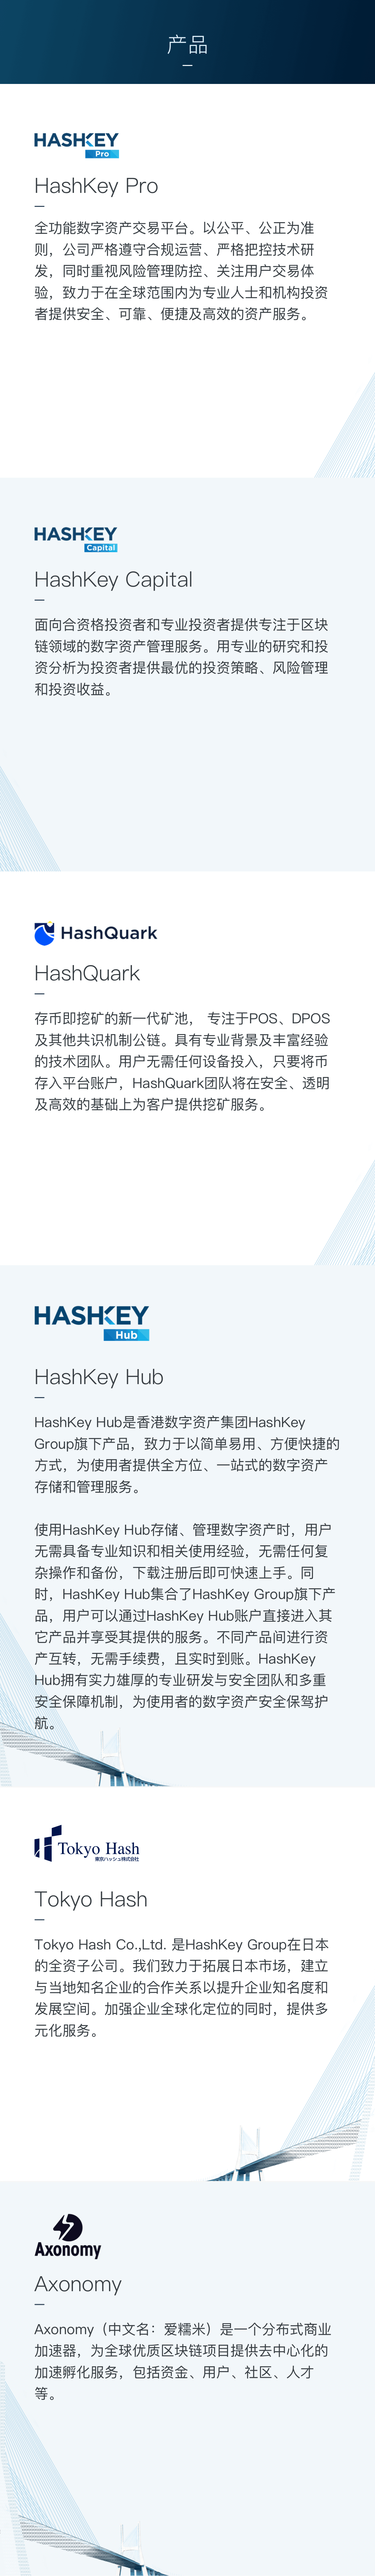 产品
HASHKEY
Pro
HashKey Pro
全功能数字资产交易平台。以公平、公正为准
则，公司严格遵守合规运营、严格把控技术研
发，同时重视风险管理防控、关注用户交易体
验，致力于在全球范围内为专业人士和机构投资
者提供安全、可靠、便捷及高效的资产服务。
HASHKEY
Capital
HashKey Capital
面向合资格投资者和专业投资者提供专注于区块
链领域的数字资产管理服务。用专业的研究和投
资分析为投资者提供最优的投资策略、风险管理
和投资收益。
HashQuark
HashQuark
存币即挖矿的新一代矿池， 专注于POS、DPOS
及其他共识机制公链。具有专业背景及丰富经验
的技术团队。用户无需任何设备投入，只要将币
存入平台账户，HashQuark团队将在安全、透明
及高效的基础上为客户提供挖矿服务。
HASHKEY
Hub
HashKey Hub
HashKey Hub是香港数字资产集团HashKey
Group旗下产品，致力于以简单易用、方便快捷的
方式，为使用者提供全方位、一站式的数字资产
存储和管理服务。
使用HashKey Hub存储、管理数字资产时，用户
无需具备专业知识和相关使用经验，无需任何复
杂操作和备份，下载注册后即可快速上手。同
时，HashKey Hub集合了HashKey Group旗下产
品，用户可以通过HashKey Hub账户直接进入其
它产品并享受其提供的服务。不同产品间进行资
产互转，无需手续费，且实时到账。HashKey
Hub拥有实力雄厚的专业研发与安全团队和多重
安全保障机制，为使用者的数字资产安全保驾护
航。
Tokyo Hash
東京ハッシュ株式会社
Tokyo Hash
Tokyo Hash Co.,Ltd. 是HashKey Group在日本
的全资子公司。我们致力于拓展日本市场，建立
与当地知名企业的合作关系以提升企业知名度和
发展空间。加强企业全球化定位的同时，提供多
元化服务。
Axonomy
Axonomy
Axonomy（中文名：爱糯米）是一个分布式商业
加速器，为全球优质区块链项目提供去中心化的
加速孵化服务，包括资金、用户、社区、人才
等。